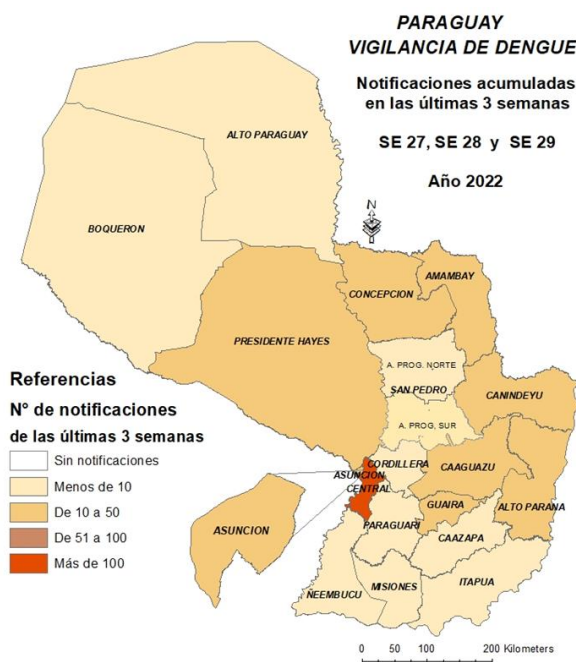 PARAGUAY
VIGILANCIA DE DENGUE
Notificaciones acumuladas
en las últimas 3 semanas
SE 27, SE 28 y SE 29
Año 2022
N
ALTO PARAGUAY
BOQUERON
AMAMBAY
CONCEPCION
PRESIDENTE HAYES
A. PROG. NORTE
SAN PEDRO
CANINDEYU
A. PROG. SUR
CORDILLERA
ASUNCION
CENTRAL
CAAGUAZU
GUAIRA
ALTO PARANA
PARAGUARI
CAAZAPA
ÑEEMBUCU
MISIONES
ITAPUA
ASUNCION
Referencias
N° de notificaciones
de las últimas 3 semanas
Sin notificaciones
Menos de 10
De 10 a 50
De 51 a 100
Más de 100
0 50 100 200 Kilometers